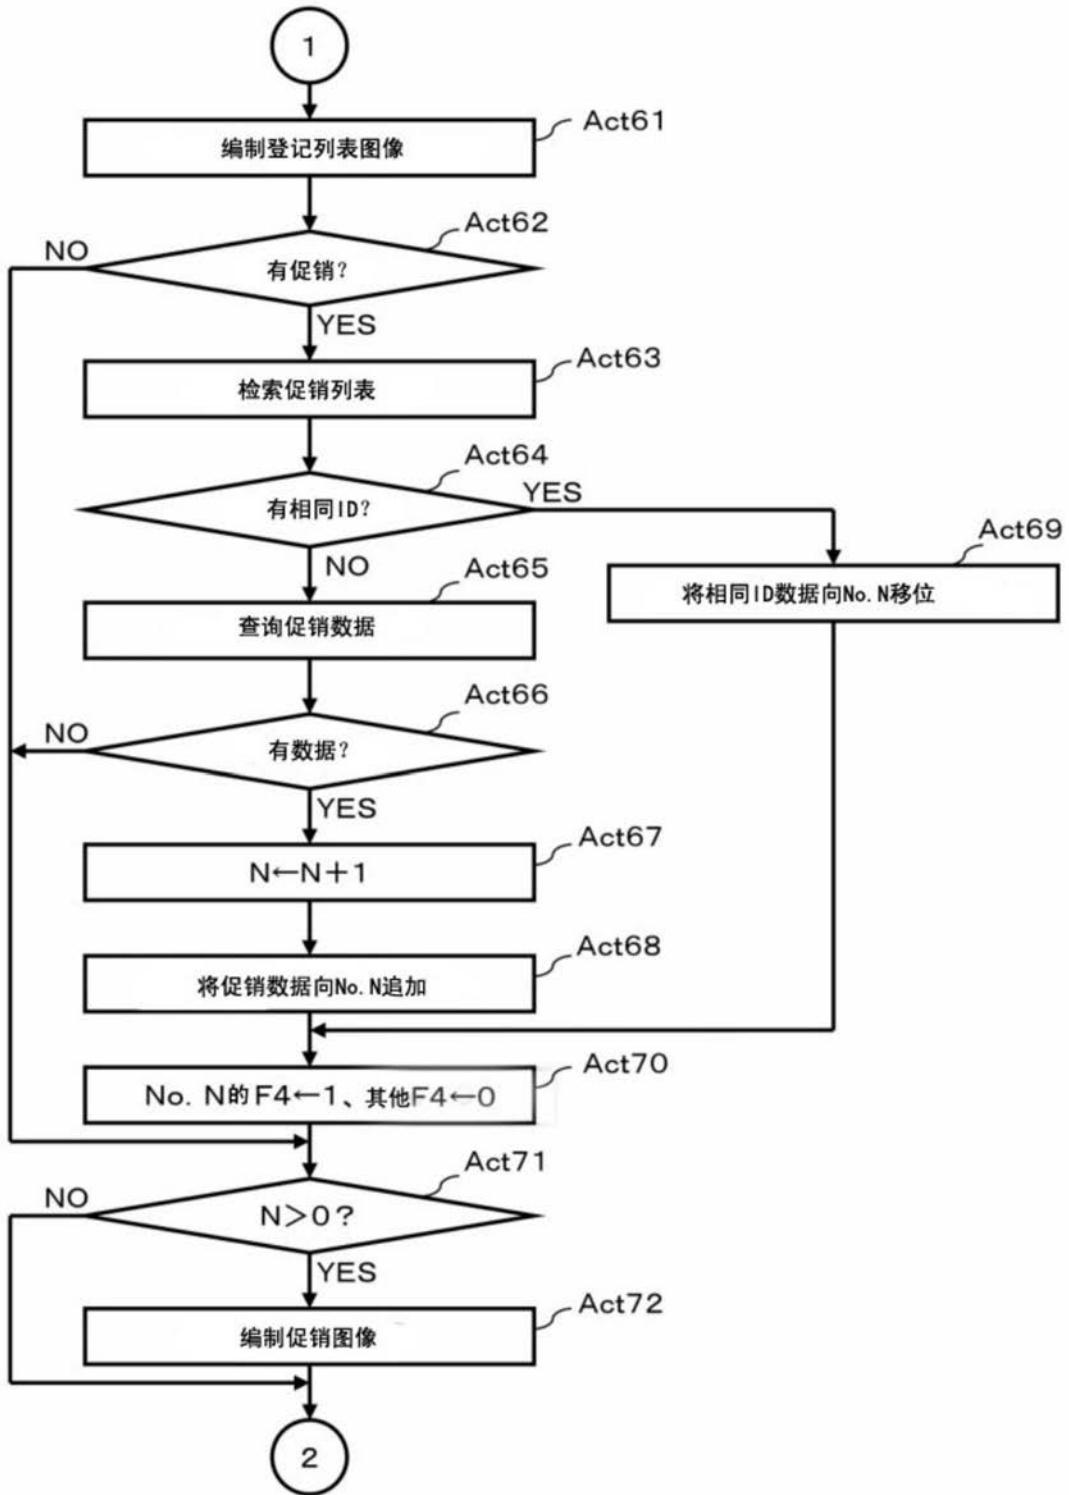 1
Act61
编制登记列表图像
Act62
NO
有促销?
YES
Act63
检索促销列表
Act64
有相同ID?
YES
NO
Act69
将相同ID数据向No.N移位
Act65
查询促销数据
Act66
NO
有数据?
YES
Act67
N←N+1
Act68
将促销数据向No.N追加
Act70
No. N的F4←1、其他F4←0
Act71
NO
N>0?
YES
Act72
编制促销图像
2